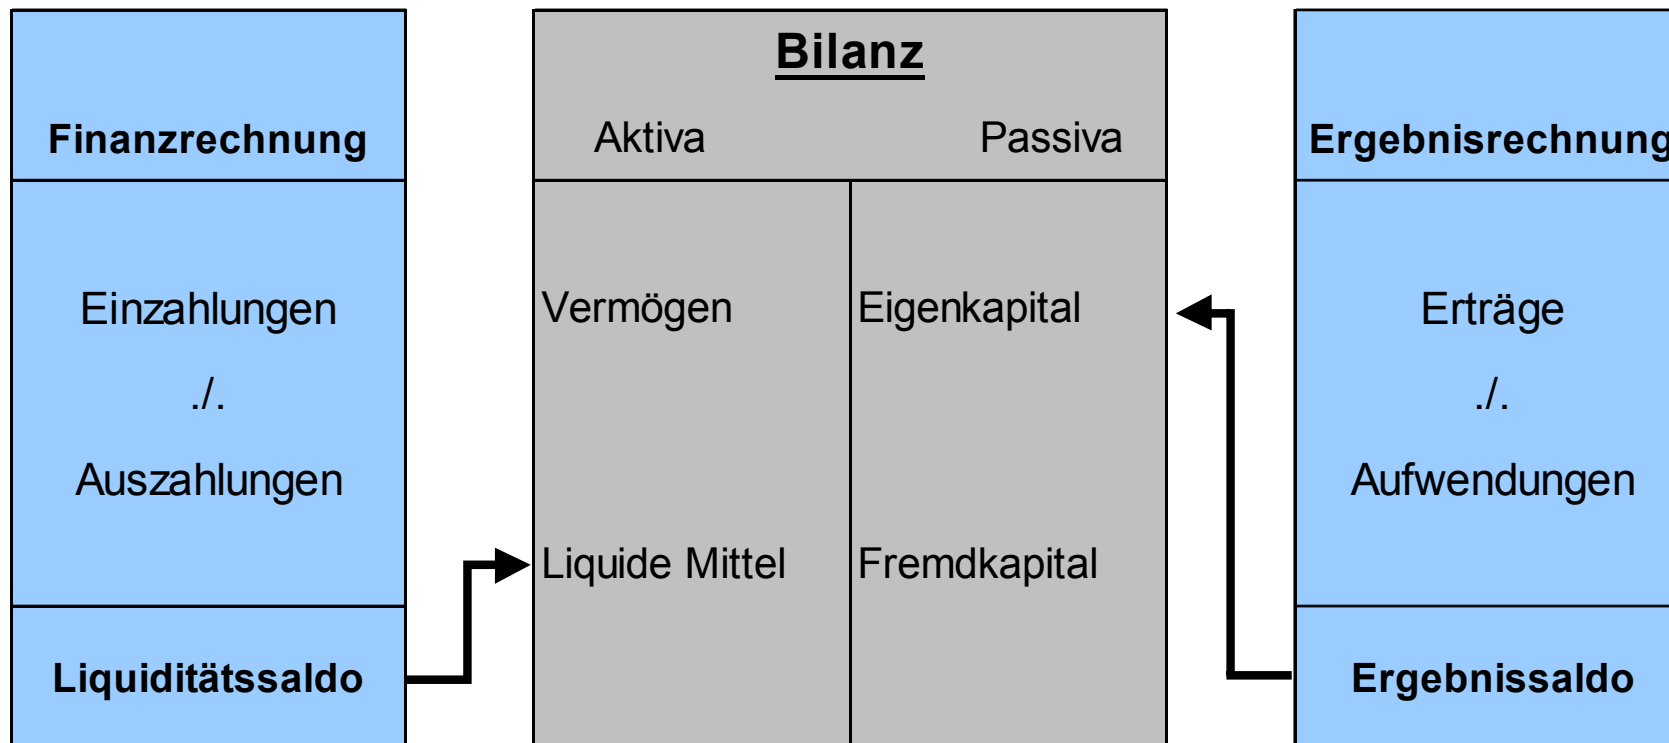 Finanzrechnung
Einzahlungen
./.
Auszahlungen
Liquiditätssaldo
Bilanz
Aktiva Passiva
Vermögen Eigenkapital
Liquide Mittel Fremdkapital
Ergebnisrechnung
Erträge
./.
Aufwendungen
Ergebnissaldo